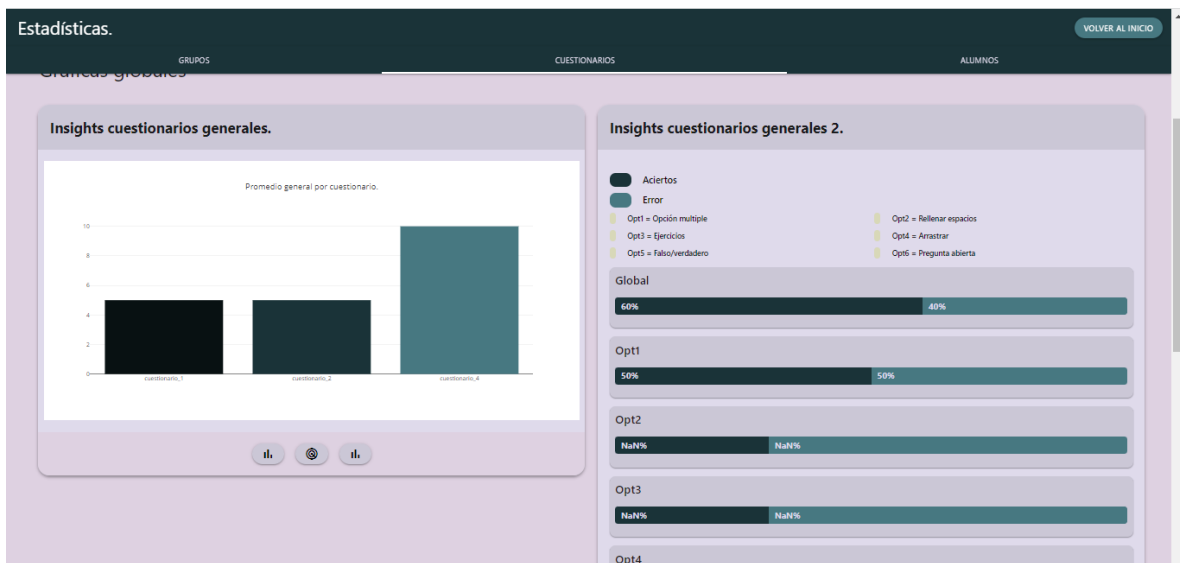 Estadísticas.
VOLVER AL INICIO
GRUPOS
CUESTIONARIOS
ALUMNOS
Gráficas globales
Insights cuestionarios generales.
Promedio general por cuestionario.
10
8
6
4
2
0
cuestionario_1
cuestionario_2
cuestionario_4
Insights cuestionarios generales 2.
Aciertos
Error
Opt1 = Opción multiple
Opt2 = Rellenar espacios
Opt3 = Ejercicios
Opt4 = Arrastrar
Opt5 = Falso/verdadero
Opt6 = Pregunta abierta
Global
60%
40%
Opt1
50%
50%
Opt2
NaN%
NaN%
Opt3
NaN%
NaN%
Opt4